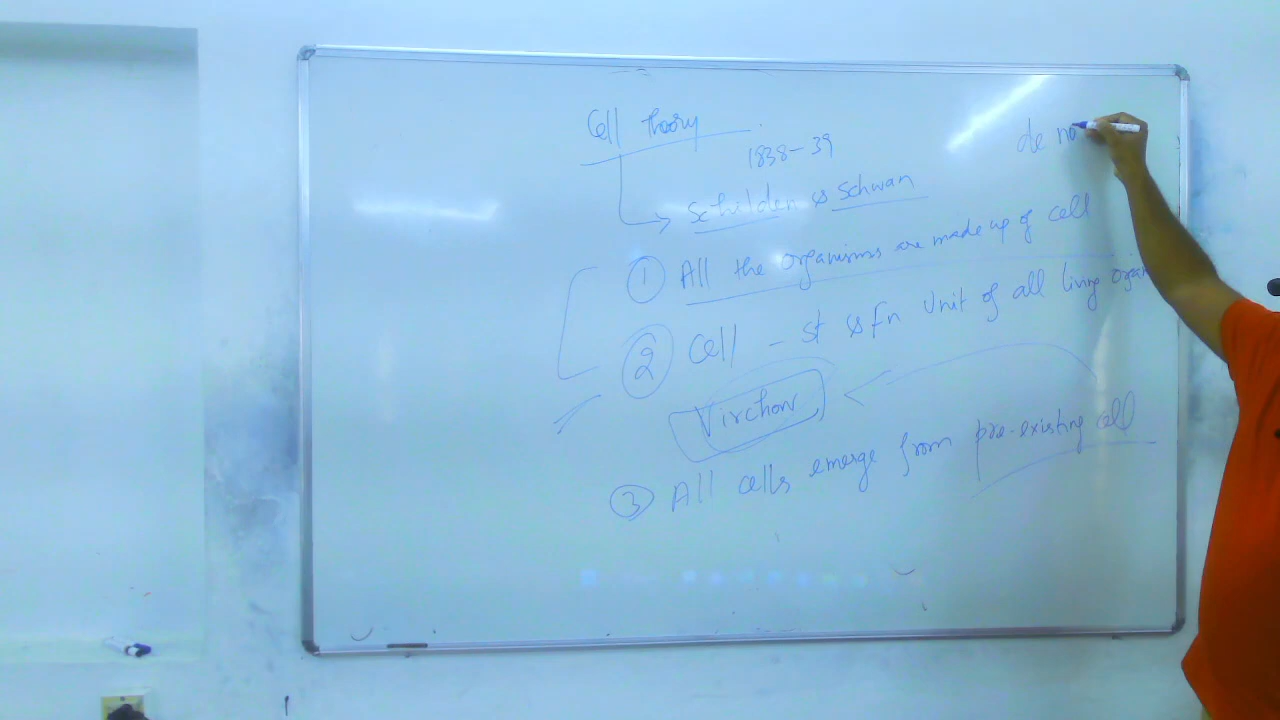 Cell theory
1838-39
de no
Schilden & Schwan
① All the organisms are made up of cell
② Cell - st & fn Unit of all living organ
Virchow
③ All cells emerge from pre-existing cell